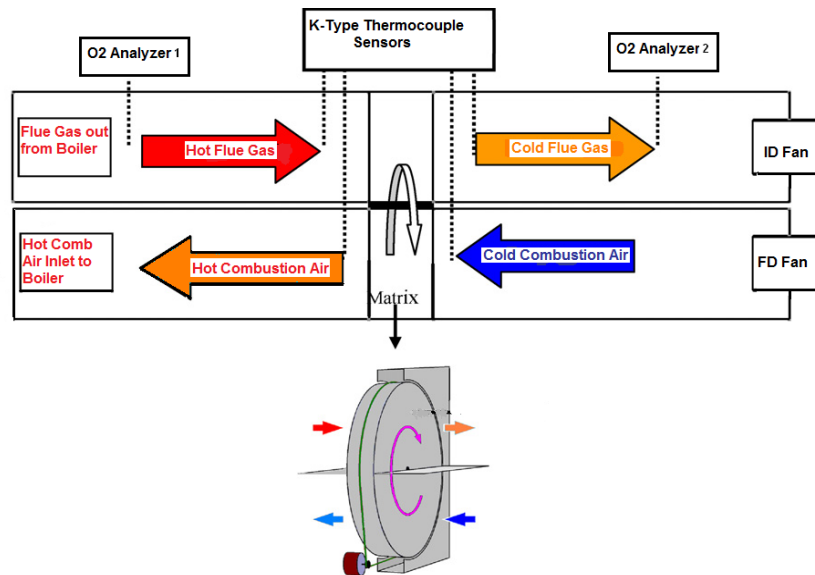 K-Type Thermocouple
Sensors
O2 Analyzer 1
O2 Analyzer 2
Flue Gas out
from Boiler
Hot Flue Gas
Cold Flue Gas
ID Fan
Hot Comb
Air Inlet to
Boiler
Hot Combustion Air
Cold Combustion Air
FD Fan
Matrix